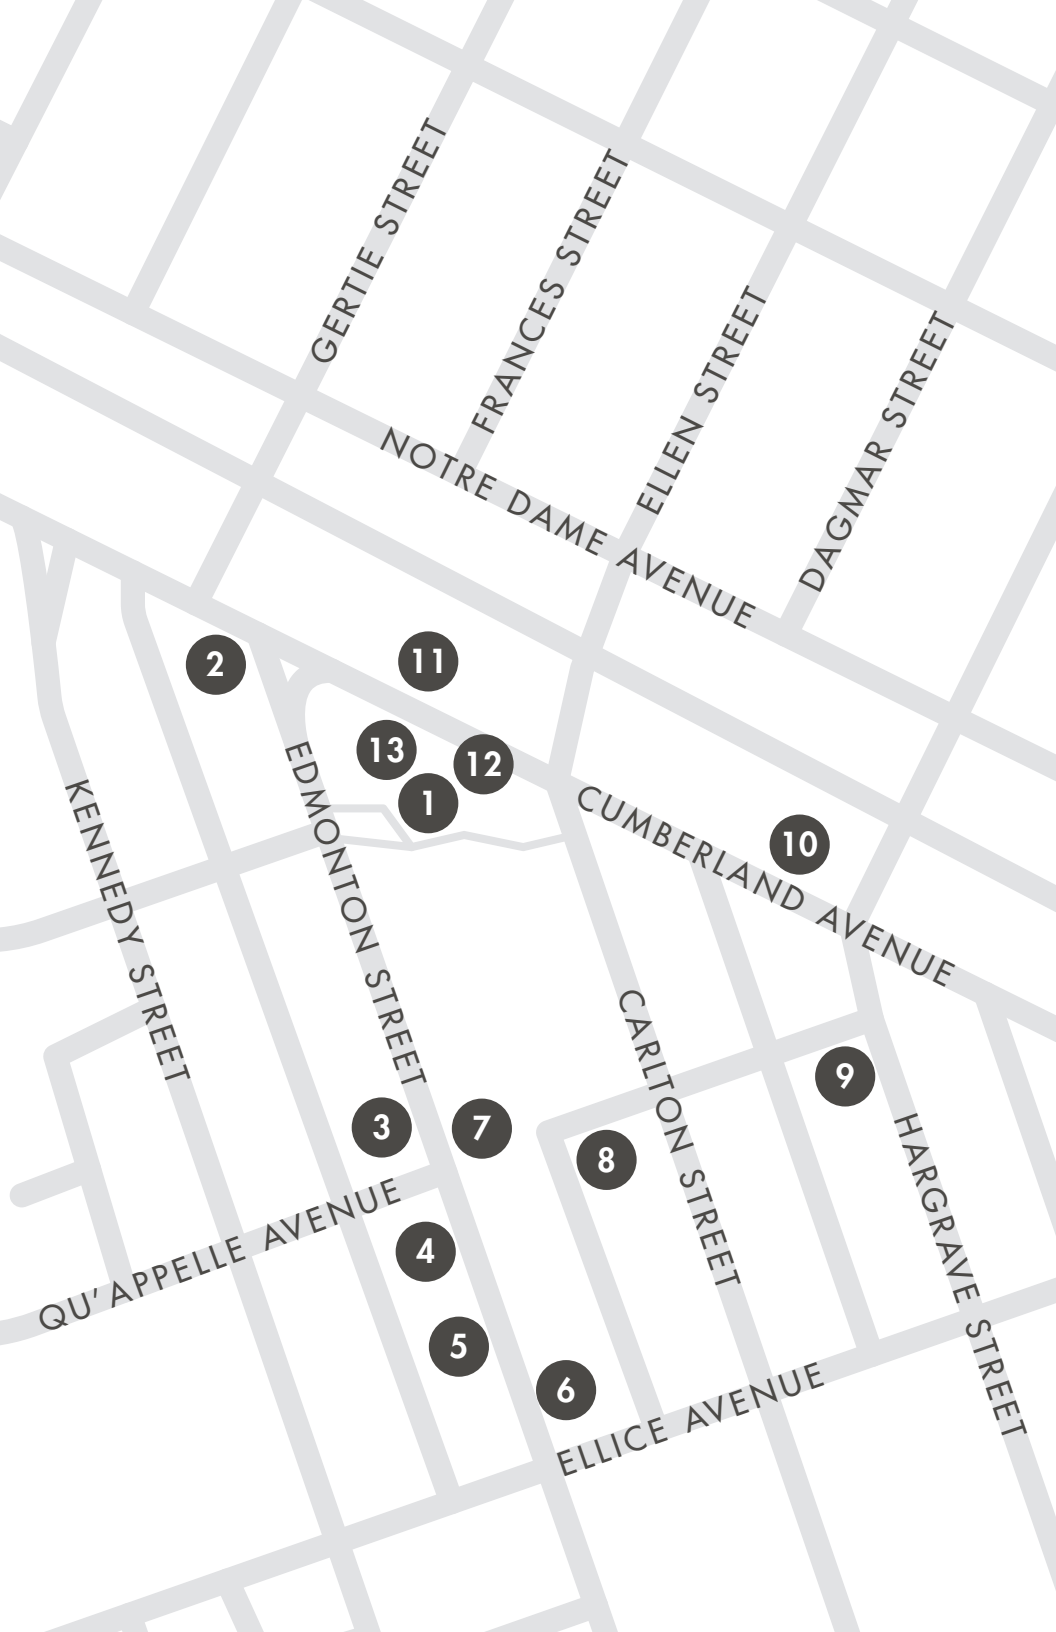 GERTIE STREET
FRANCES STREET
ELLEN STREET
DAGMAR STREET
NOTRE DAME AVENUE
2
11
13
12
1
KENNEDY STREET
EDMONTON STREET
CUMBERLAND AVENUE
10
CARLTON STREET
9
3
7
8
HARGRAVE STREET
QU'APPELLE AVENUE
4
5
6
ELLICE AVENUE